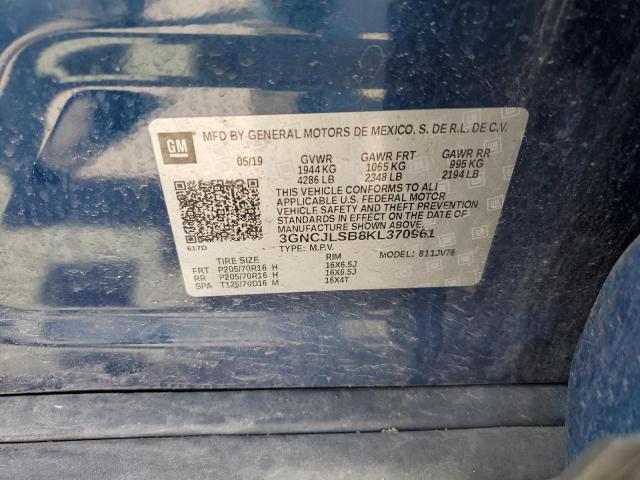 GM
MFD BY GENERAL MOTORS DE MEXICO, S. DE R.L. DE C.V.
05/19 GVWR GAWR FRT GAWR RR
1944 KG 1065 KG 995 KG
4286 LB 2348 LB 2194 LB
THIS VEHICLE CONFORMS TO ALL
APPLICABLE U.S. FEDERAL MOTOR
VEHICLE SAFETY AND THEFT PREVENTION
STANDARDS IN EFFECT ON THE DATE OF
MANUFACTURE SHOWN ABOVE.
617D 3GNCJLSB8KL370961
TYPE: M.P.V. MODEL: 811JV76
TIRE SIZE RIM
FRT P205/70R16 H 16X6.5J
RR P205/70R16 H 16X6.5J
SPA T125/70D16 M 16X4T